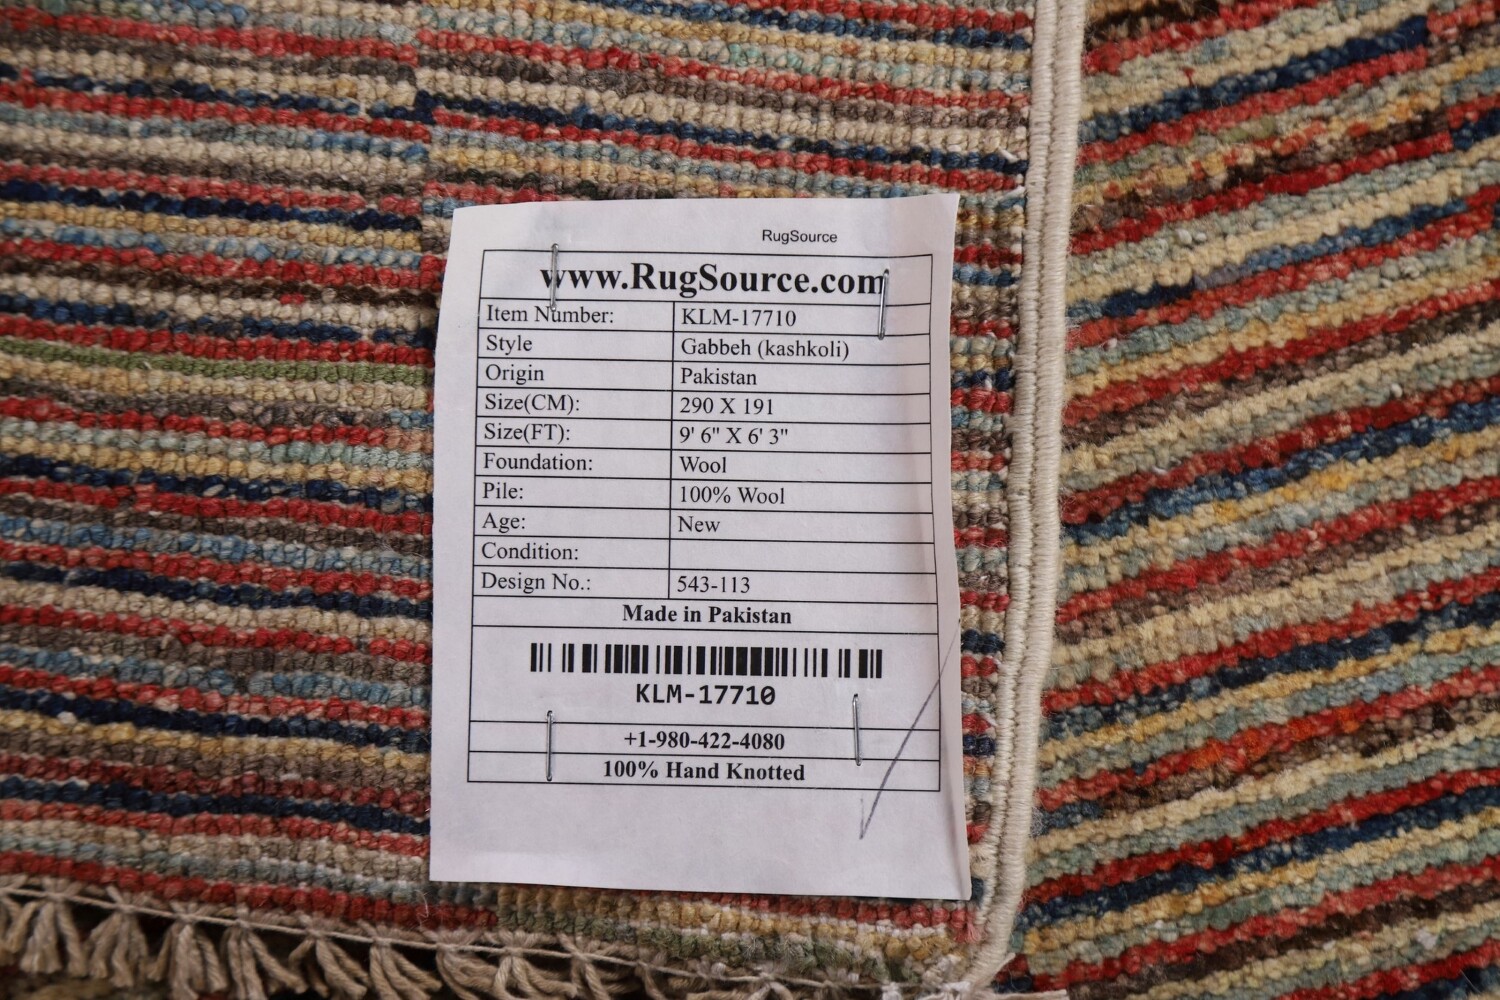 RugSource
www.RugSource.com
Item Number: KLM-17710
Style Gabbeh (kashkoli)
Origin Pakistan
Size(CM): 290 X 191
Size(FT): 9' 6" X 6' 3"
Foundation: Wool
Pile: 100% Wool
Age: New
Condition:
Design No.: 543-113
Made in Pakistan
KLM-17710
+1-980-422-4080
100% Hand Knotted